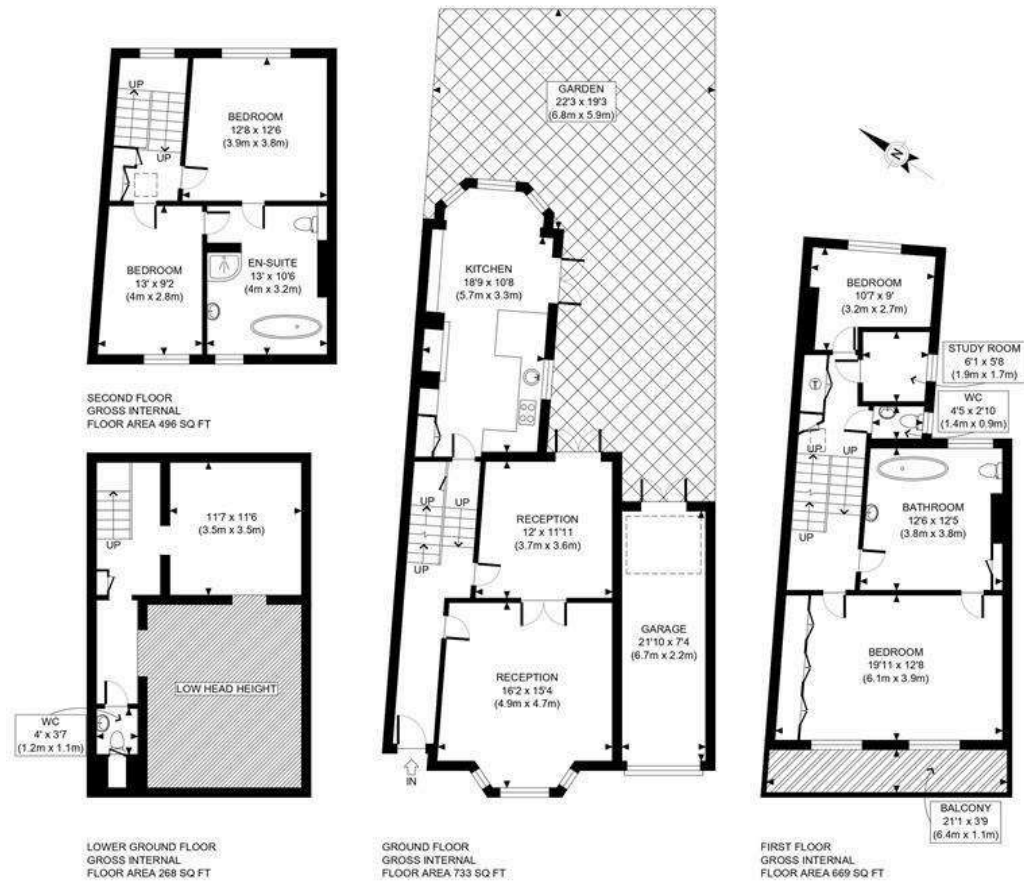 UP
UP
BEDROOM
12'8 x 12'6
(3.9m x 3.8m)
BEDROOM
13' x 9'2
(4m x 2.8m)
EN-SUITE
13' x 10'6
(4m x 3.2m)
SECOND FLOOR
GROSS INTERNAL
FLOOR AREA 496 SQ FT
UP
11'7 x 11'6
(3.5m x 3.5m)
LOW HEAD HEIGHT
WC
4' x 3'7
(1.2m x 1.1m)
LOWER GROUND FLOOR
GROSS INTERNAL
FLOOR AREA 268 SQ FT
GARDEN
22'3 x 19'3
(6.8m x 5.9m)
KITCHEN
18'9 x 10'8
(5.7m x 3.3m)
UP
UP
UP
RECEPTION
12' x 11'11
(3.7m x 3.6m)
GARAGE
21'10 x 7'4
(6.7m x 2.2m)
RECEPTION
16'2 x 15'4
(4.9m x 4.7m)
IN
GROUND FLOOR
GROSS INTERNAL
FLOOR AREA 733 SQ FT
N
BEDROOM
10'7 x 9'
(3.2m x 2.7m)
STUDY ROOM
6'1 x 5'8
(1.9m x 1.7m)
WC
4'5 x 2'10
(1.4m x 0.9m)
UP
UP
UP
BATHROOM
12'6 x 12'5
(3.8m x 3.8m)
BEDROOM
19'11 x 12'8
(6.1m x 3.9m)
BALCONY
21'1 x 3'9
(6.4m x 1.1m)
FIRST FLOOR
GROSS INTERNAL
FLOOR AREA 669 SQ FT